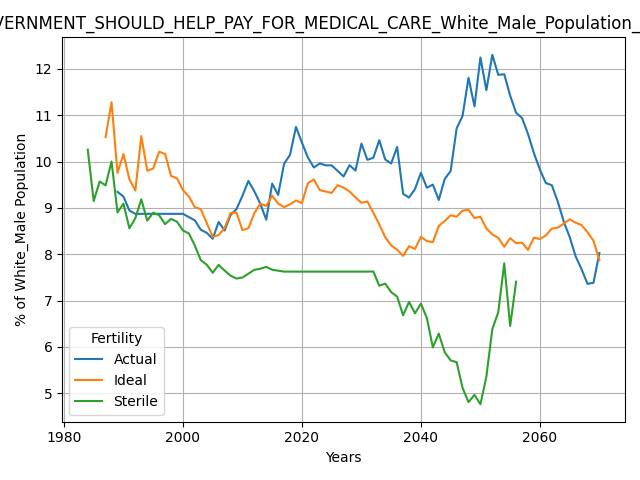 VERNMENT_SHOULD_HELP_PAY_FOR_MEDICAL_CARE_White_Male_Population_
% of White_Male Population
12
11
10
9
8
7
6
5
Fertility
Actual
Ideal
Sterile
1980
2000
2020
2040
2060
Years